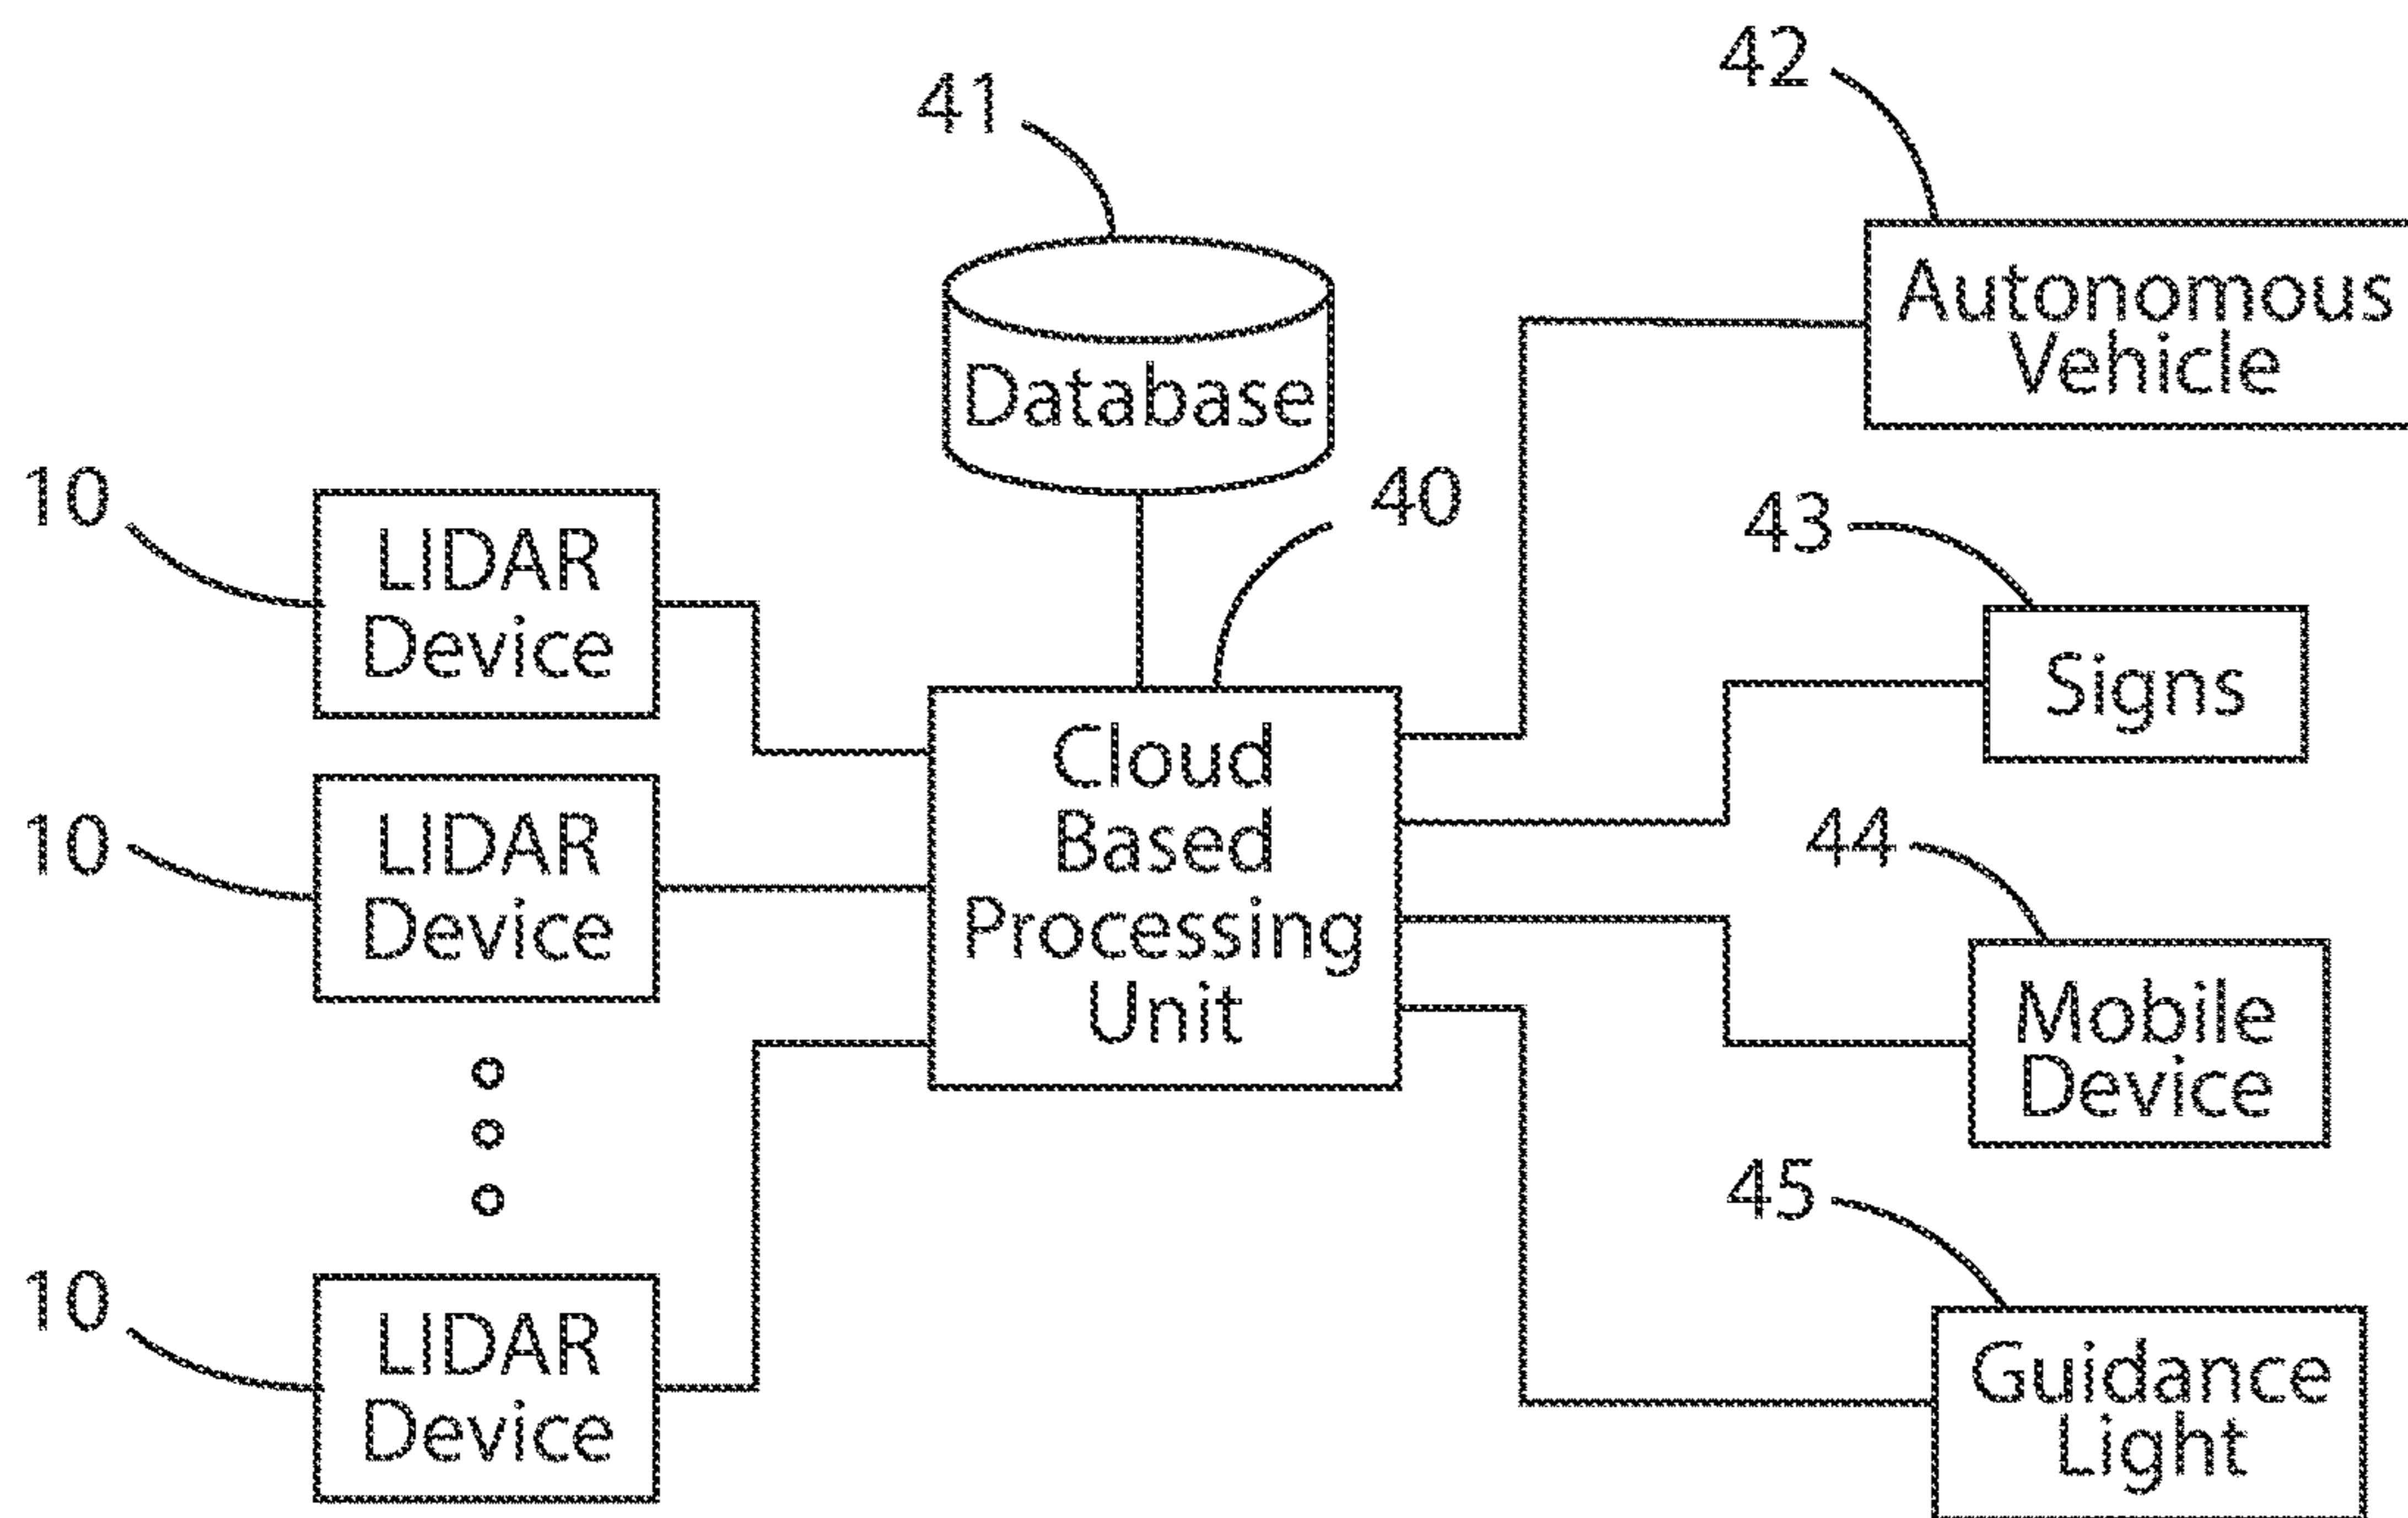 42
41
Autonomous
Vehicle
Database
10
40
43
LIDAR
Device
Signs
Cloud
Based
Processing
Unit
10
LIDAR
Device
44
Mobile
Device
45
10
LIDAR
Device
Guidance
Light